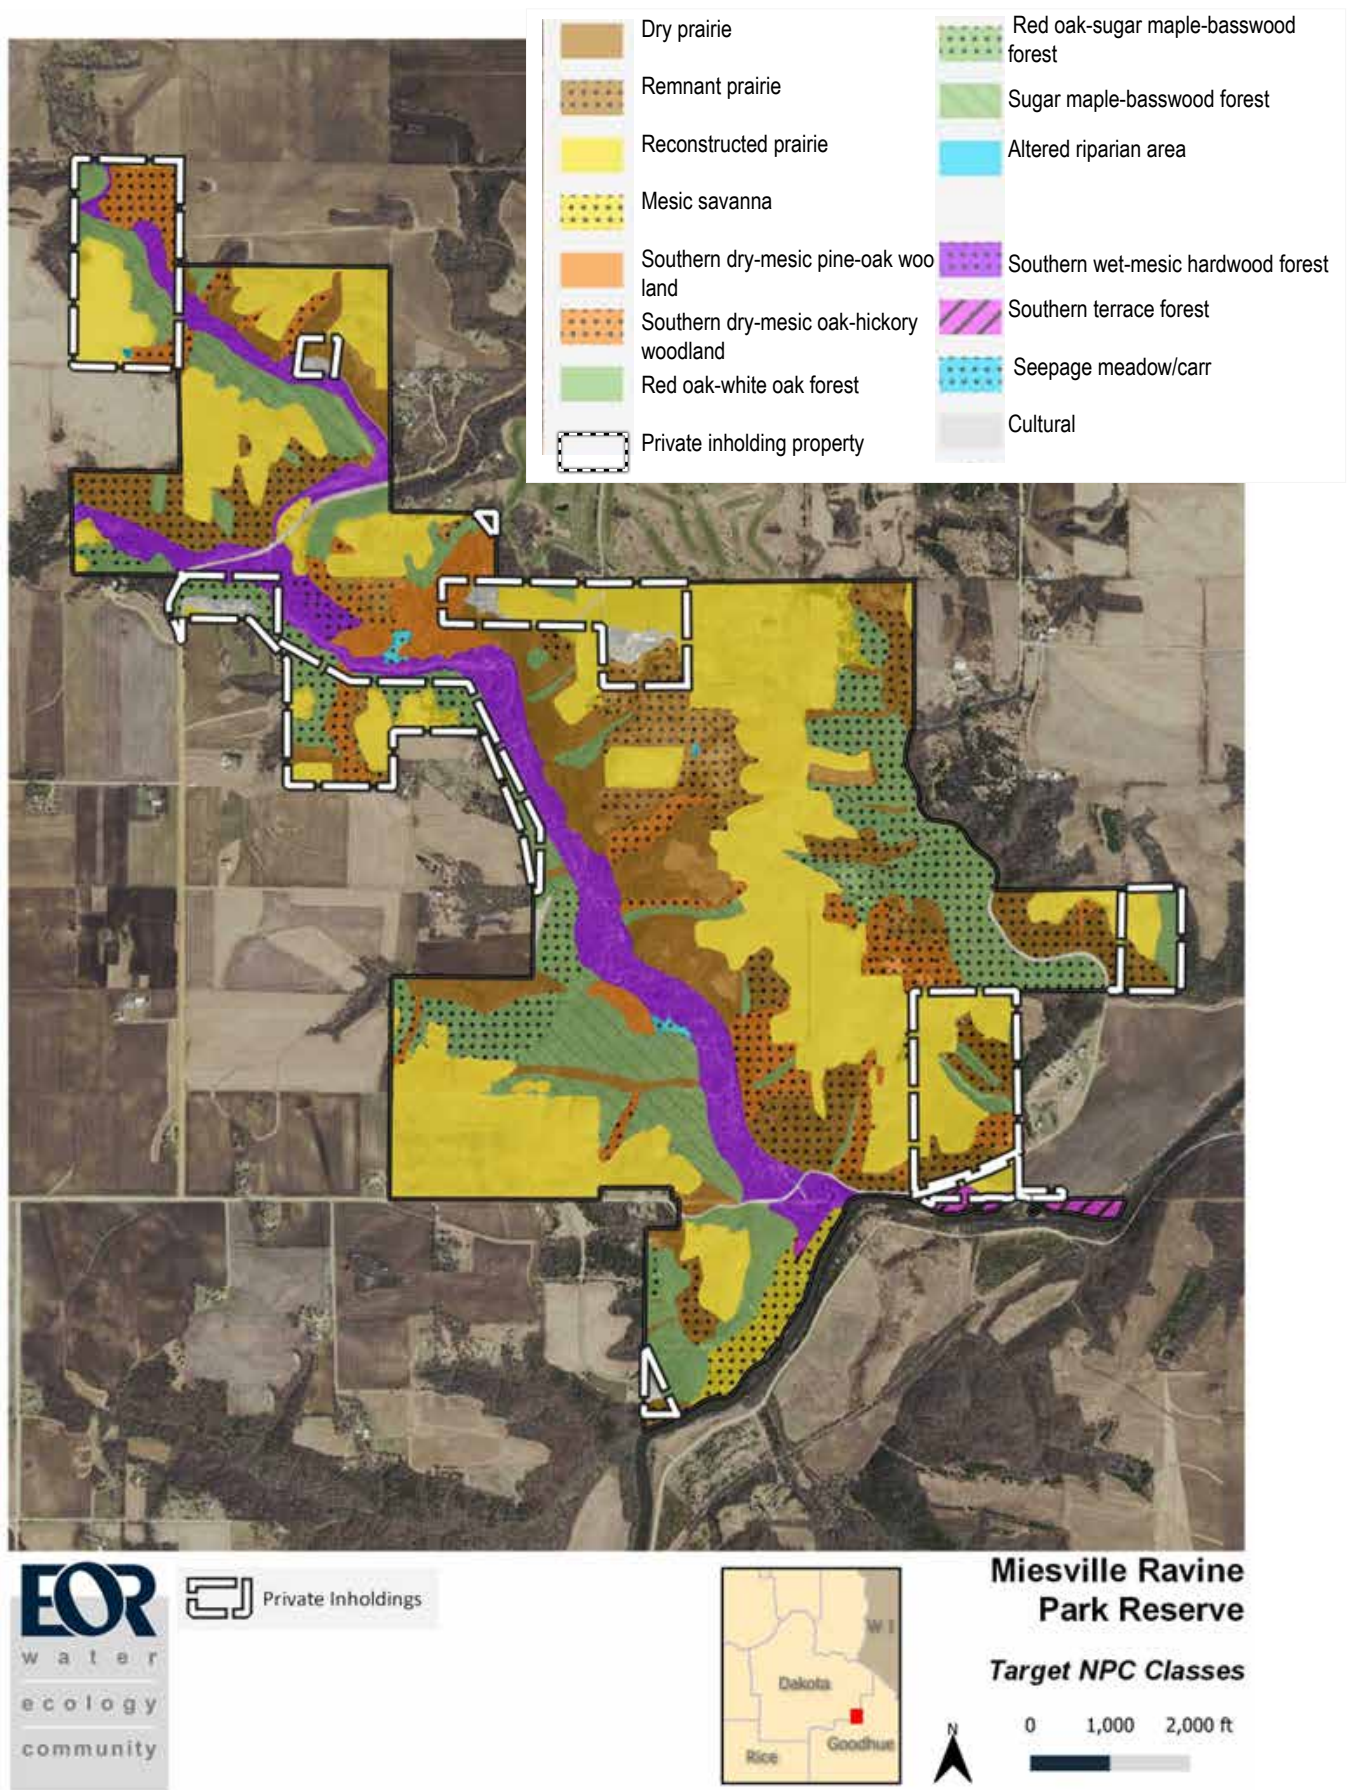 Dry prairie
Remnant prairie
Reconstructed prairie
Mesic savanna
Southern dry-mesic pine-oak woo
land
Southern dry-mesic oak-hickory
woodland
Red oak-white oak forest
Private inholding property
Red oak-sugar maple-basswood
forest
Sugar maple-basswood forest
Altered riparian area
Southern wet-mesic hardwood forest
Southern terrace forest
Seepage meadow/carr
Cultural
EOR
water
ecology
community
Private Inholdings
WI
Dakota
Goodhue
Rice
N
Miesville Ravine
Park Reserve
Target NPC Classes
0 1,000 2,000 ft